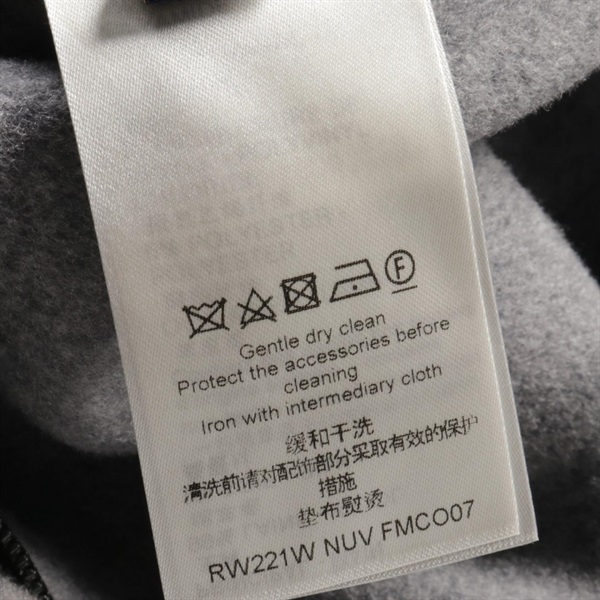 F
Gentle dry clean
Protect the accessories before
cleaning
Iron with intermediary cloth
缓和干洗
清洗前请对配饰部分采取有效的保护
措施
垫布熨烫
RW221W NUV FMCO07